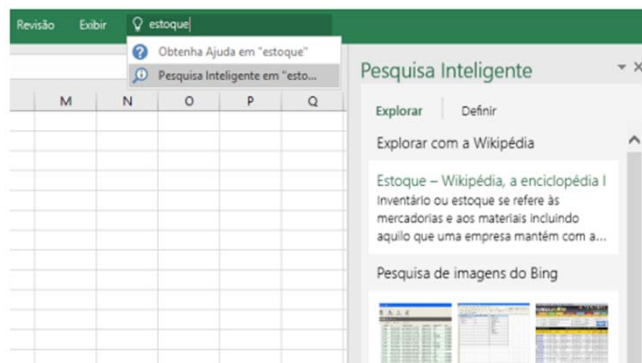 Revisão Exibir estoque
Obtenha Ajuda em "estoque"
Pesquisa Inteligente em "esto...
M N O P Q
Pesquisa Inteligente
Explorar Definir
Explorar com a Wikipédia
Estoque – Wikipédia, a enciclopédia l
Inventário ou estoque se refere às
mercadorias e aos materiais incluindo
aquilo que uma empresa mantém com a...
Pesquisa de imagens do Bing